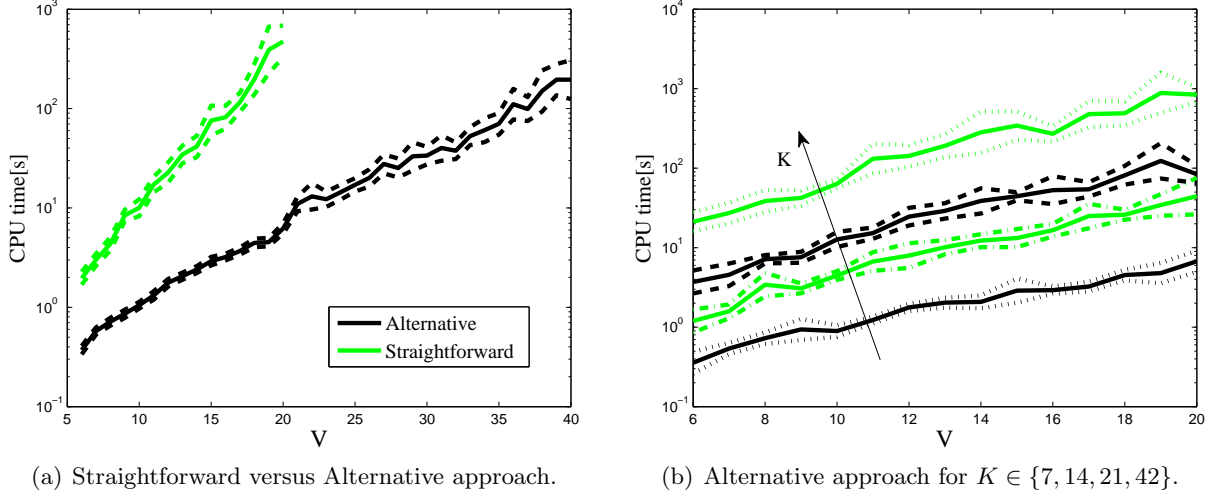 10^3
10^2
10^1
10^0
10^-1
CPU time[s]
5 10 15 20 25 30 35 40
V
Alternative
Straightforward
(a) Straightforward versus Alternative approach.
10^4
10^3
10^2
10^1
10^0
10^-1
CPU time[s]
K
6 8 10 12 14 16 18 20
V
(b) Alternative approach for K ∈ {7, 14, 21, 42}.